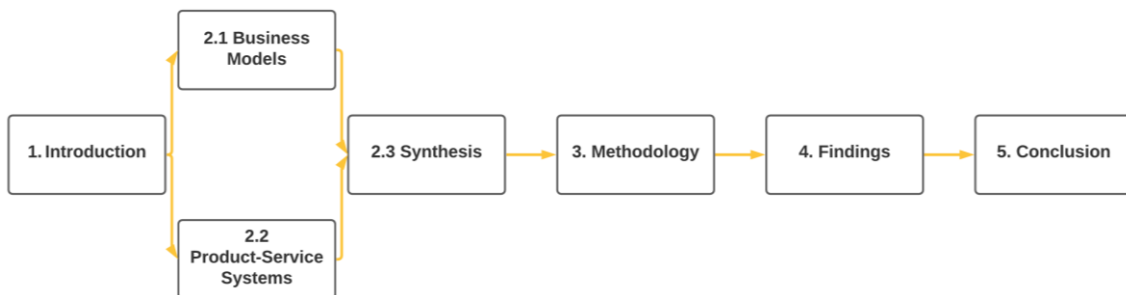 1. Introduction
2.1 Business
Models
2.2
Product-Service
Systems
2.3 Synthesis
3. Methodology
4. Findings
5. Conclusion